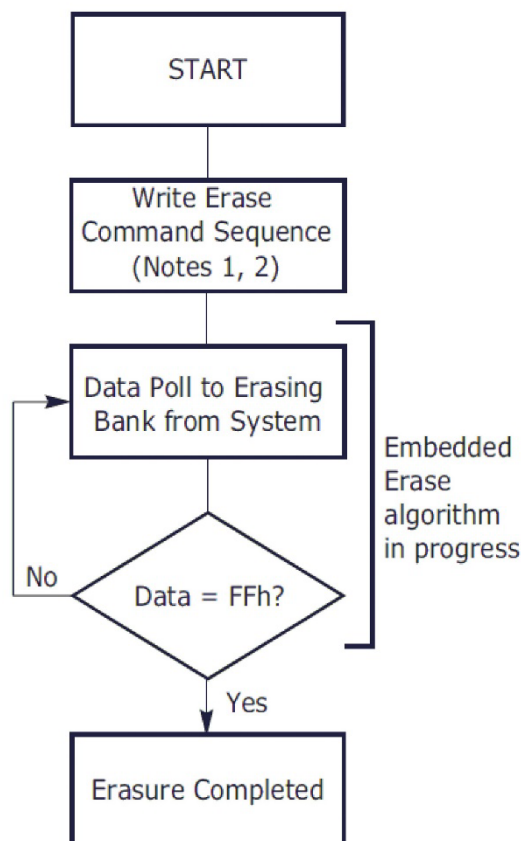 START
Write Erase
Command Sequence
(Notes 1, 2)
Data Poll to Erasing
Bank from System
Embedded
Erase
algorithm
in progress
No
Data = FFh?
Yes
Erasure Completed